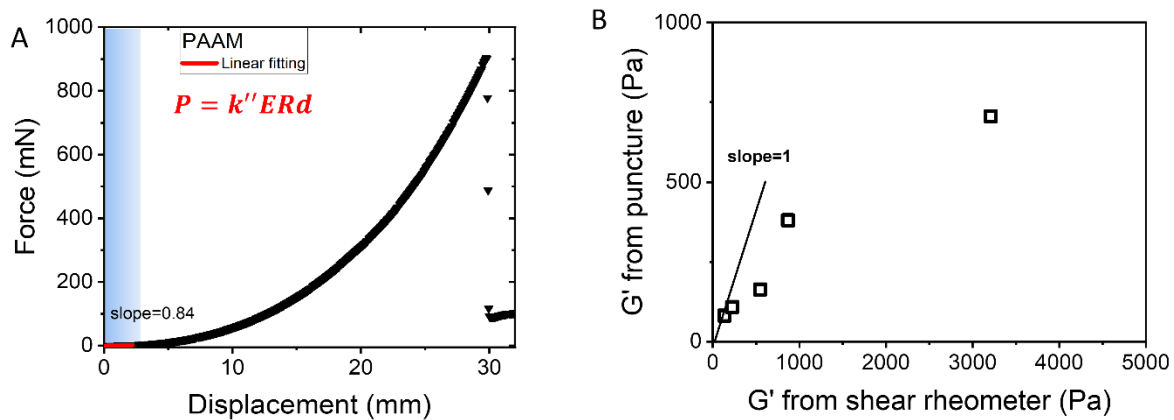 A
1000
800
600
400
200
0
Force (mN)
PAAM
Linear fitting
P = k''ERd
slope=0.84
0
10
20
30
Displacement (mm)
B
1000
500
0
G' from puncture (Pa)
slope=1
0
1000
2000
3000
4000
5000
G' from shear rheometer (Pa)